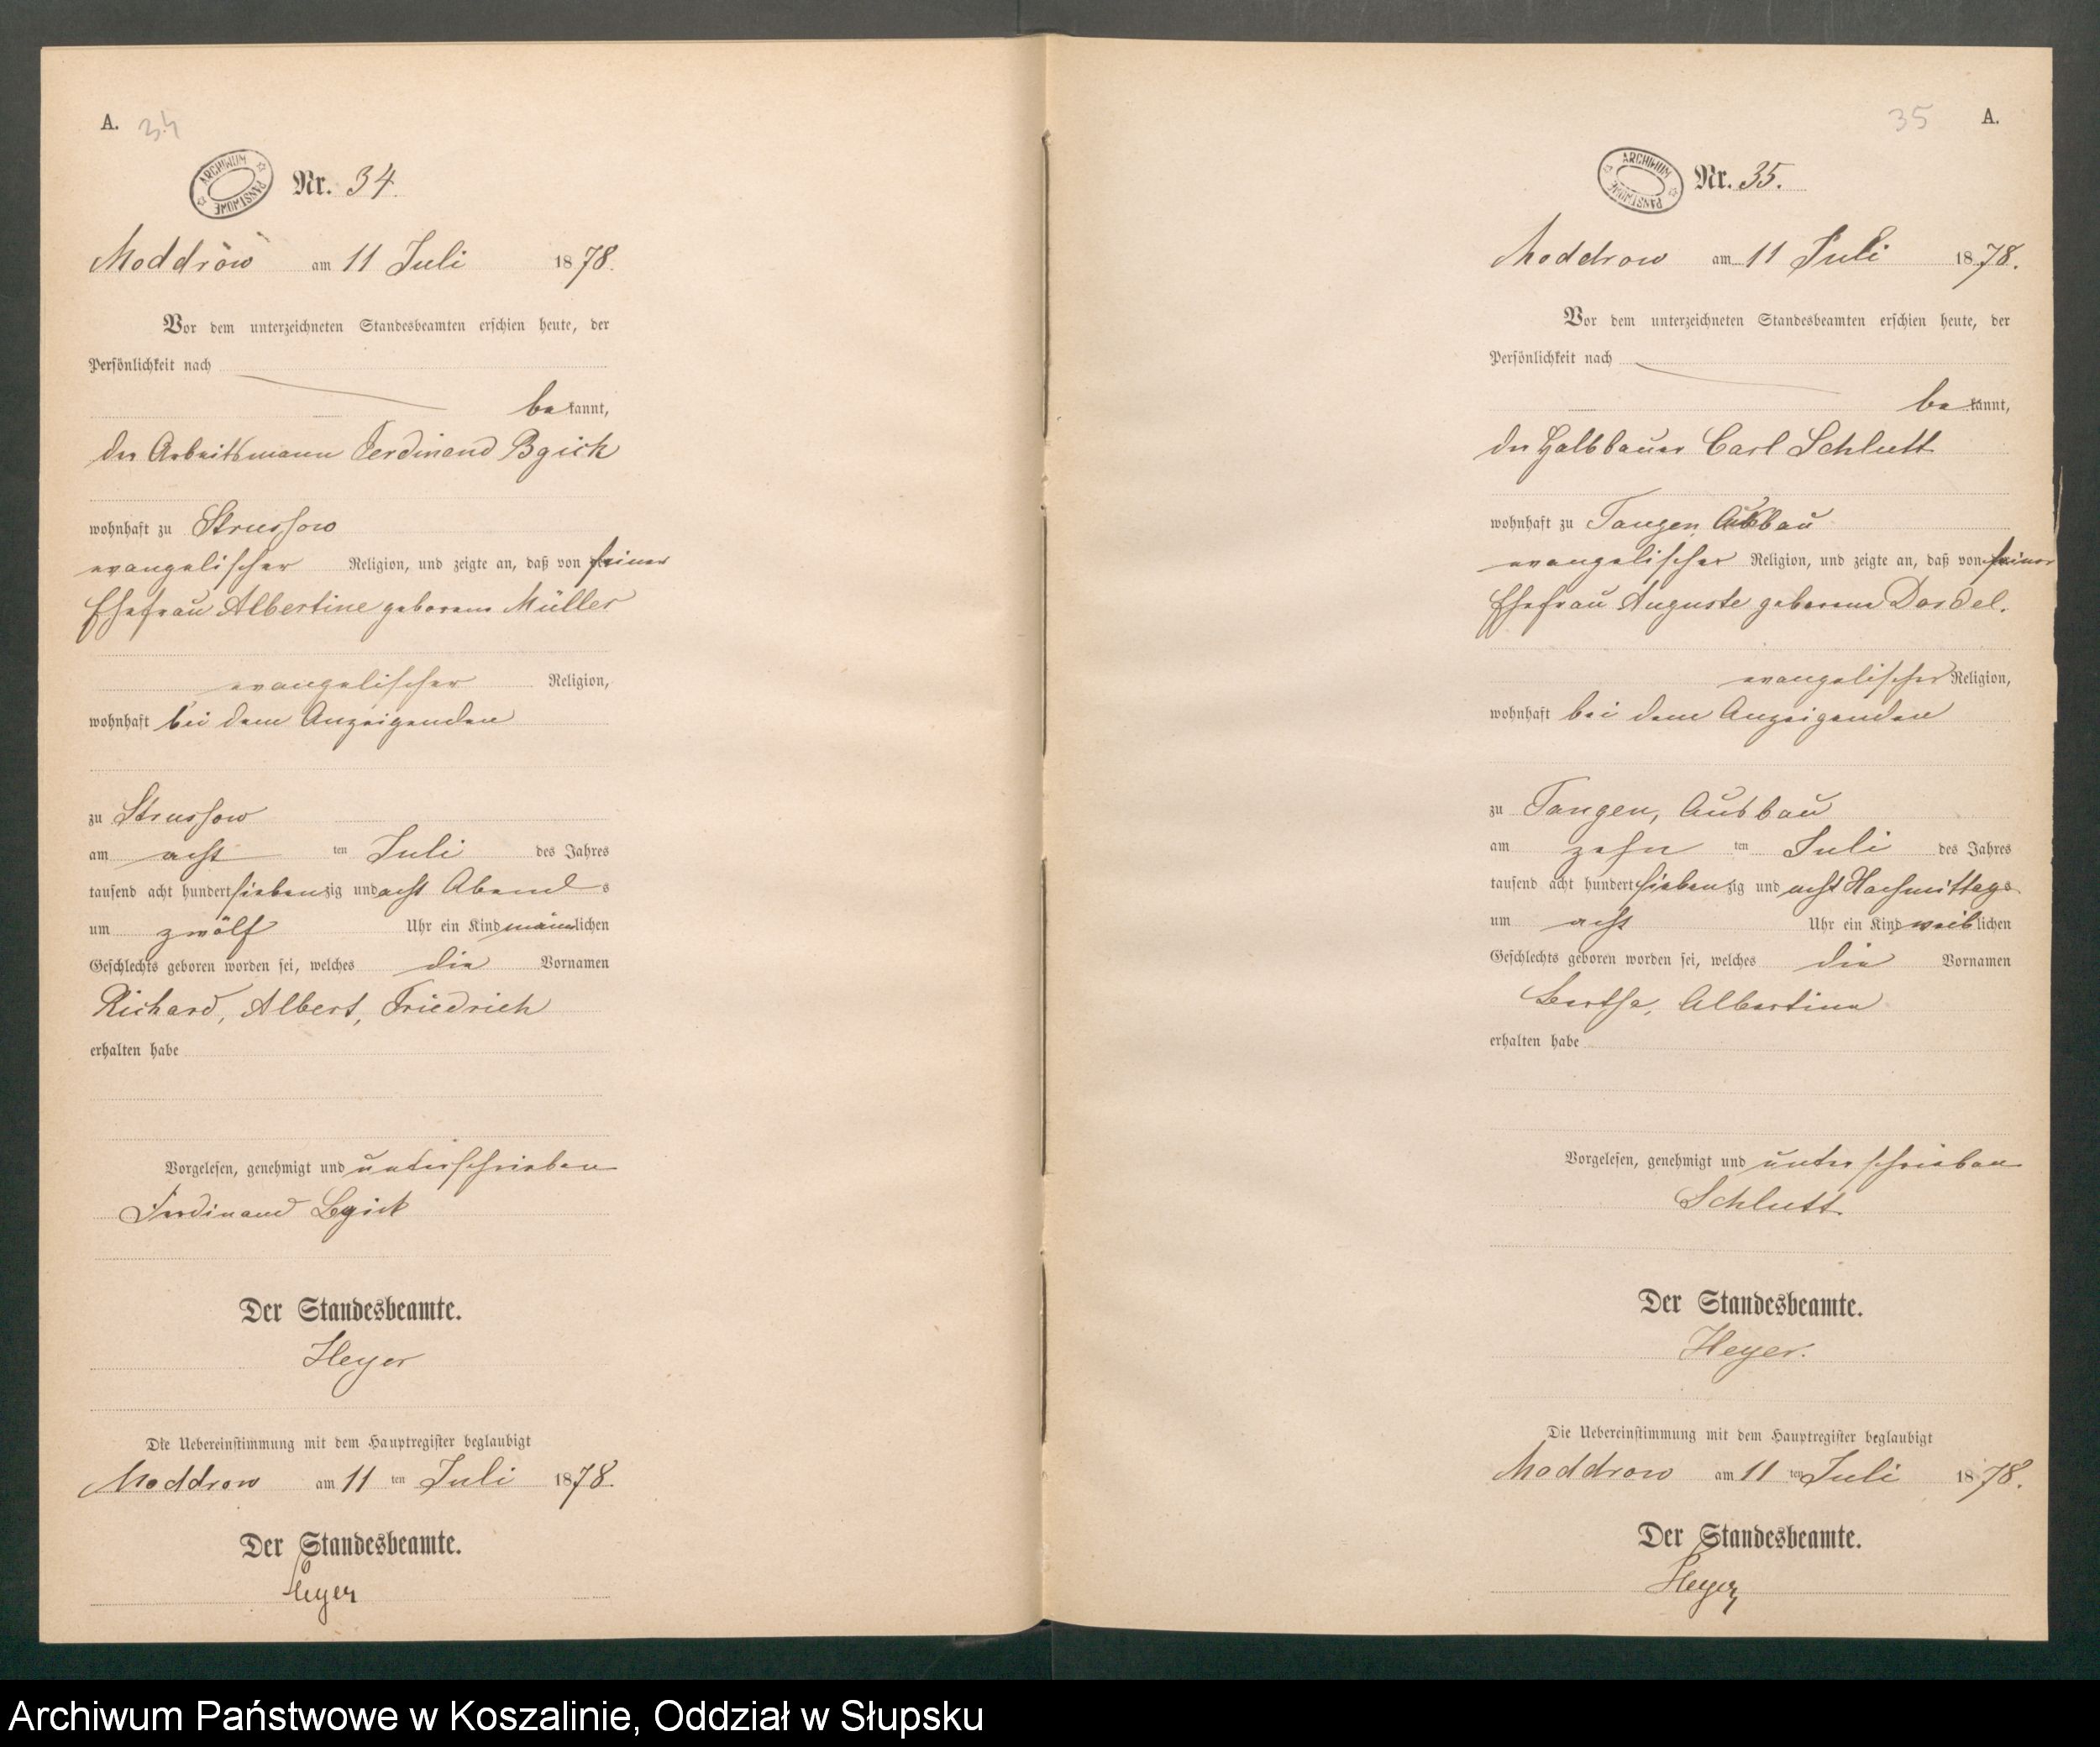 A. 34
ARCHIWUM PAŃSTWOWE
Nr. 34.
Moddrow am 11 Juli 1878.
Vor dem unterzeichneten Standesbeamten erschien heute, der
Persönlichkeit nach
bekannt,
der Arbeitsmann Ferdinand
wohnhaft zu Strussow
evangelischer Religion, und zeigte an, daß von seiner
Ehefrau Albertine geborene Müller
evangelischer Religion,
wohnhaft bei dem Anzeigenden
zu Strussow
am acht ten Juli des Jahres
tausend acht hundert siebenzig und acht Abends
um zwölf Uhr ein Kind männlichen
Geschlechts geboren worden sei, welches die Vornamen
Richard, Albert, Friedrich
erhalten habe
Vorgelesen, genehmigt und unterschrieben
Ferdinand
Der Standesbeamte.
Heyer
Die Uebereinstimmung mit dem Hauptregister beglaubigt
Moddrow am 11 ten Juli 1878.
Der Standesbeamte.
Heyer
35 A.
ARCHIWUM PAŃSTWOWE
Nr. 35.
Moddrow am 11 Juli 1878.
Vor dem unterzeichneten Standesbeamten erschien heute, der
Persönlichkeit nach
bekannt,
der Halbbauer Carl Schlutt
wohnhaft zu Tangen Ausbau
evangelischer Religion, und zeigte an, daß von seiner
Ehefrau Auguste geborene
evangelischer Religion,
wohnhaft bei dem Anzeigenden
zu Tangen, Ausbau
am zehn ten Juli des Jahres
tausend acht hundert siebenzig und acht Nachmittags
um acht Uhr ein Kind weiblichen
Geschlechts geboren worden sei, welches die Vornamen
Bertha, Albertine
erhalten habe
Vorgelesen, genehmigt und unterschrieben
Schlutt.
Der Standesbeamte.
Heyer.
Die Uebereinstimmung mit dem Hauptregister beglaubigt
Moddrow am 11 ten Juli 1878.
Der Standesbeamte.
Heyer
Archiwum Państwowe w Koszalinie, Oddział w Słupsku